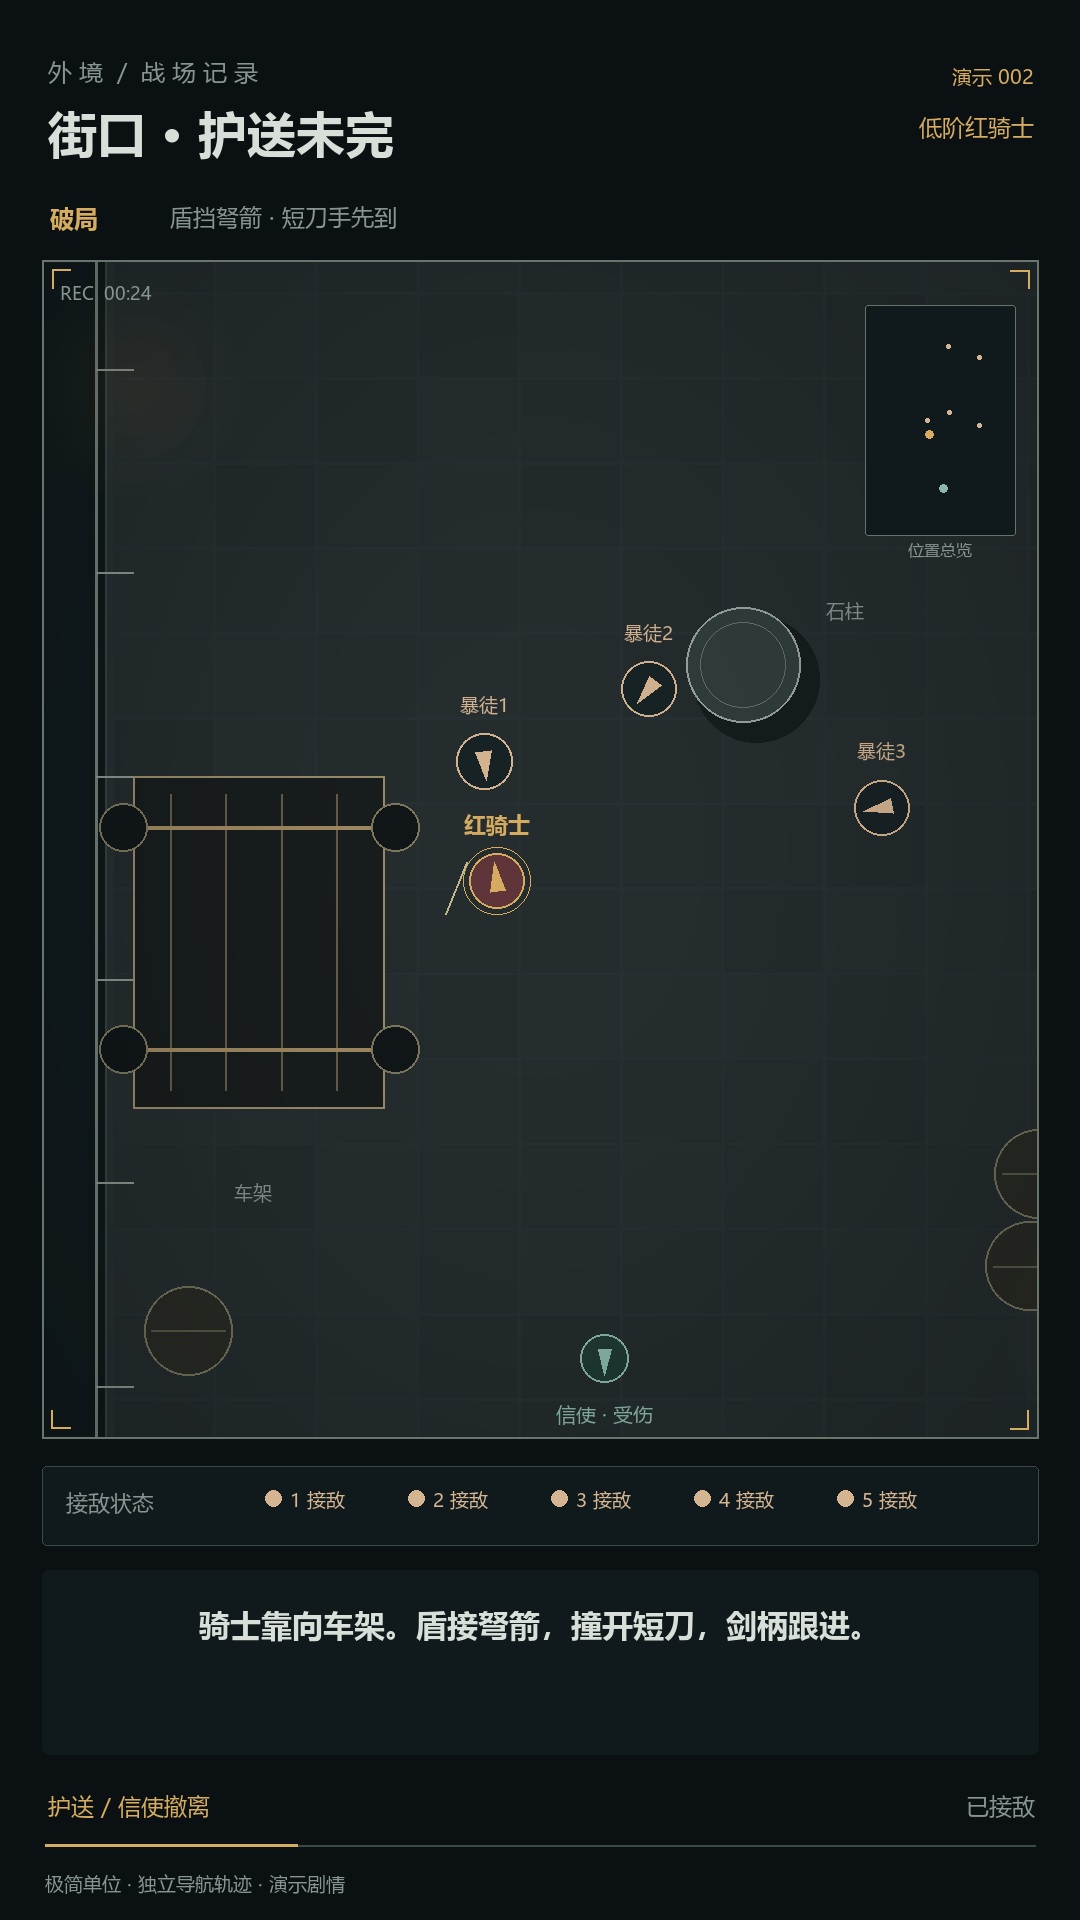 外境 / 战场记录
演示 002
街口·护送未完
低阶红骑士
破局
盾挡弩箭 · 短刀手先到
REC 00:24
位置总览
石柱
暴徒2
暴徒1
暴徒3
红骑士
车架
信使 · 受伤
接敌状态
1 接敌
2 接敌
3 接敌
4 接敌
5 接敌
骑士靠向车架。盾接弩箭，撞开短刀，剑柄跟进。
护送 / 信使撤离
已接敌
极简单位 · 独立导航轨迹 · 演示剧情